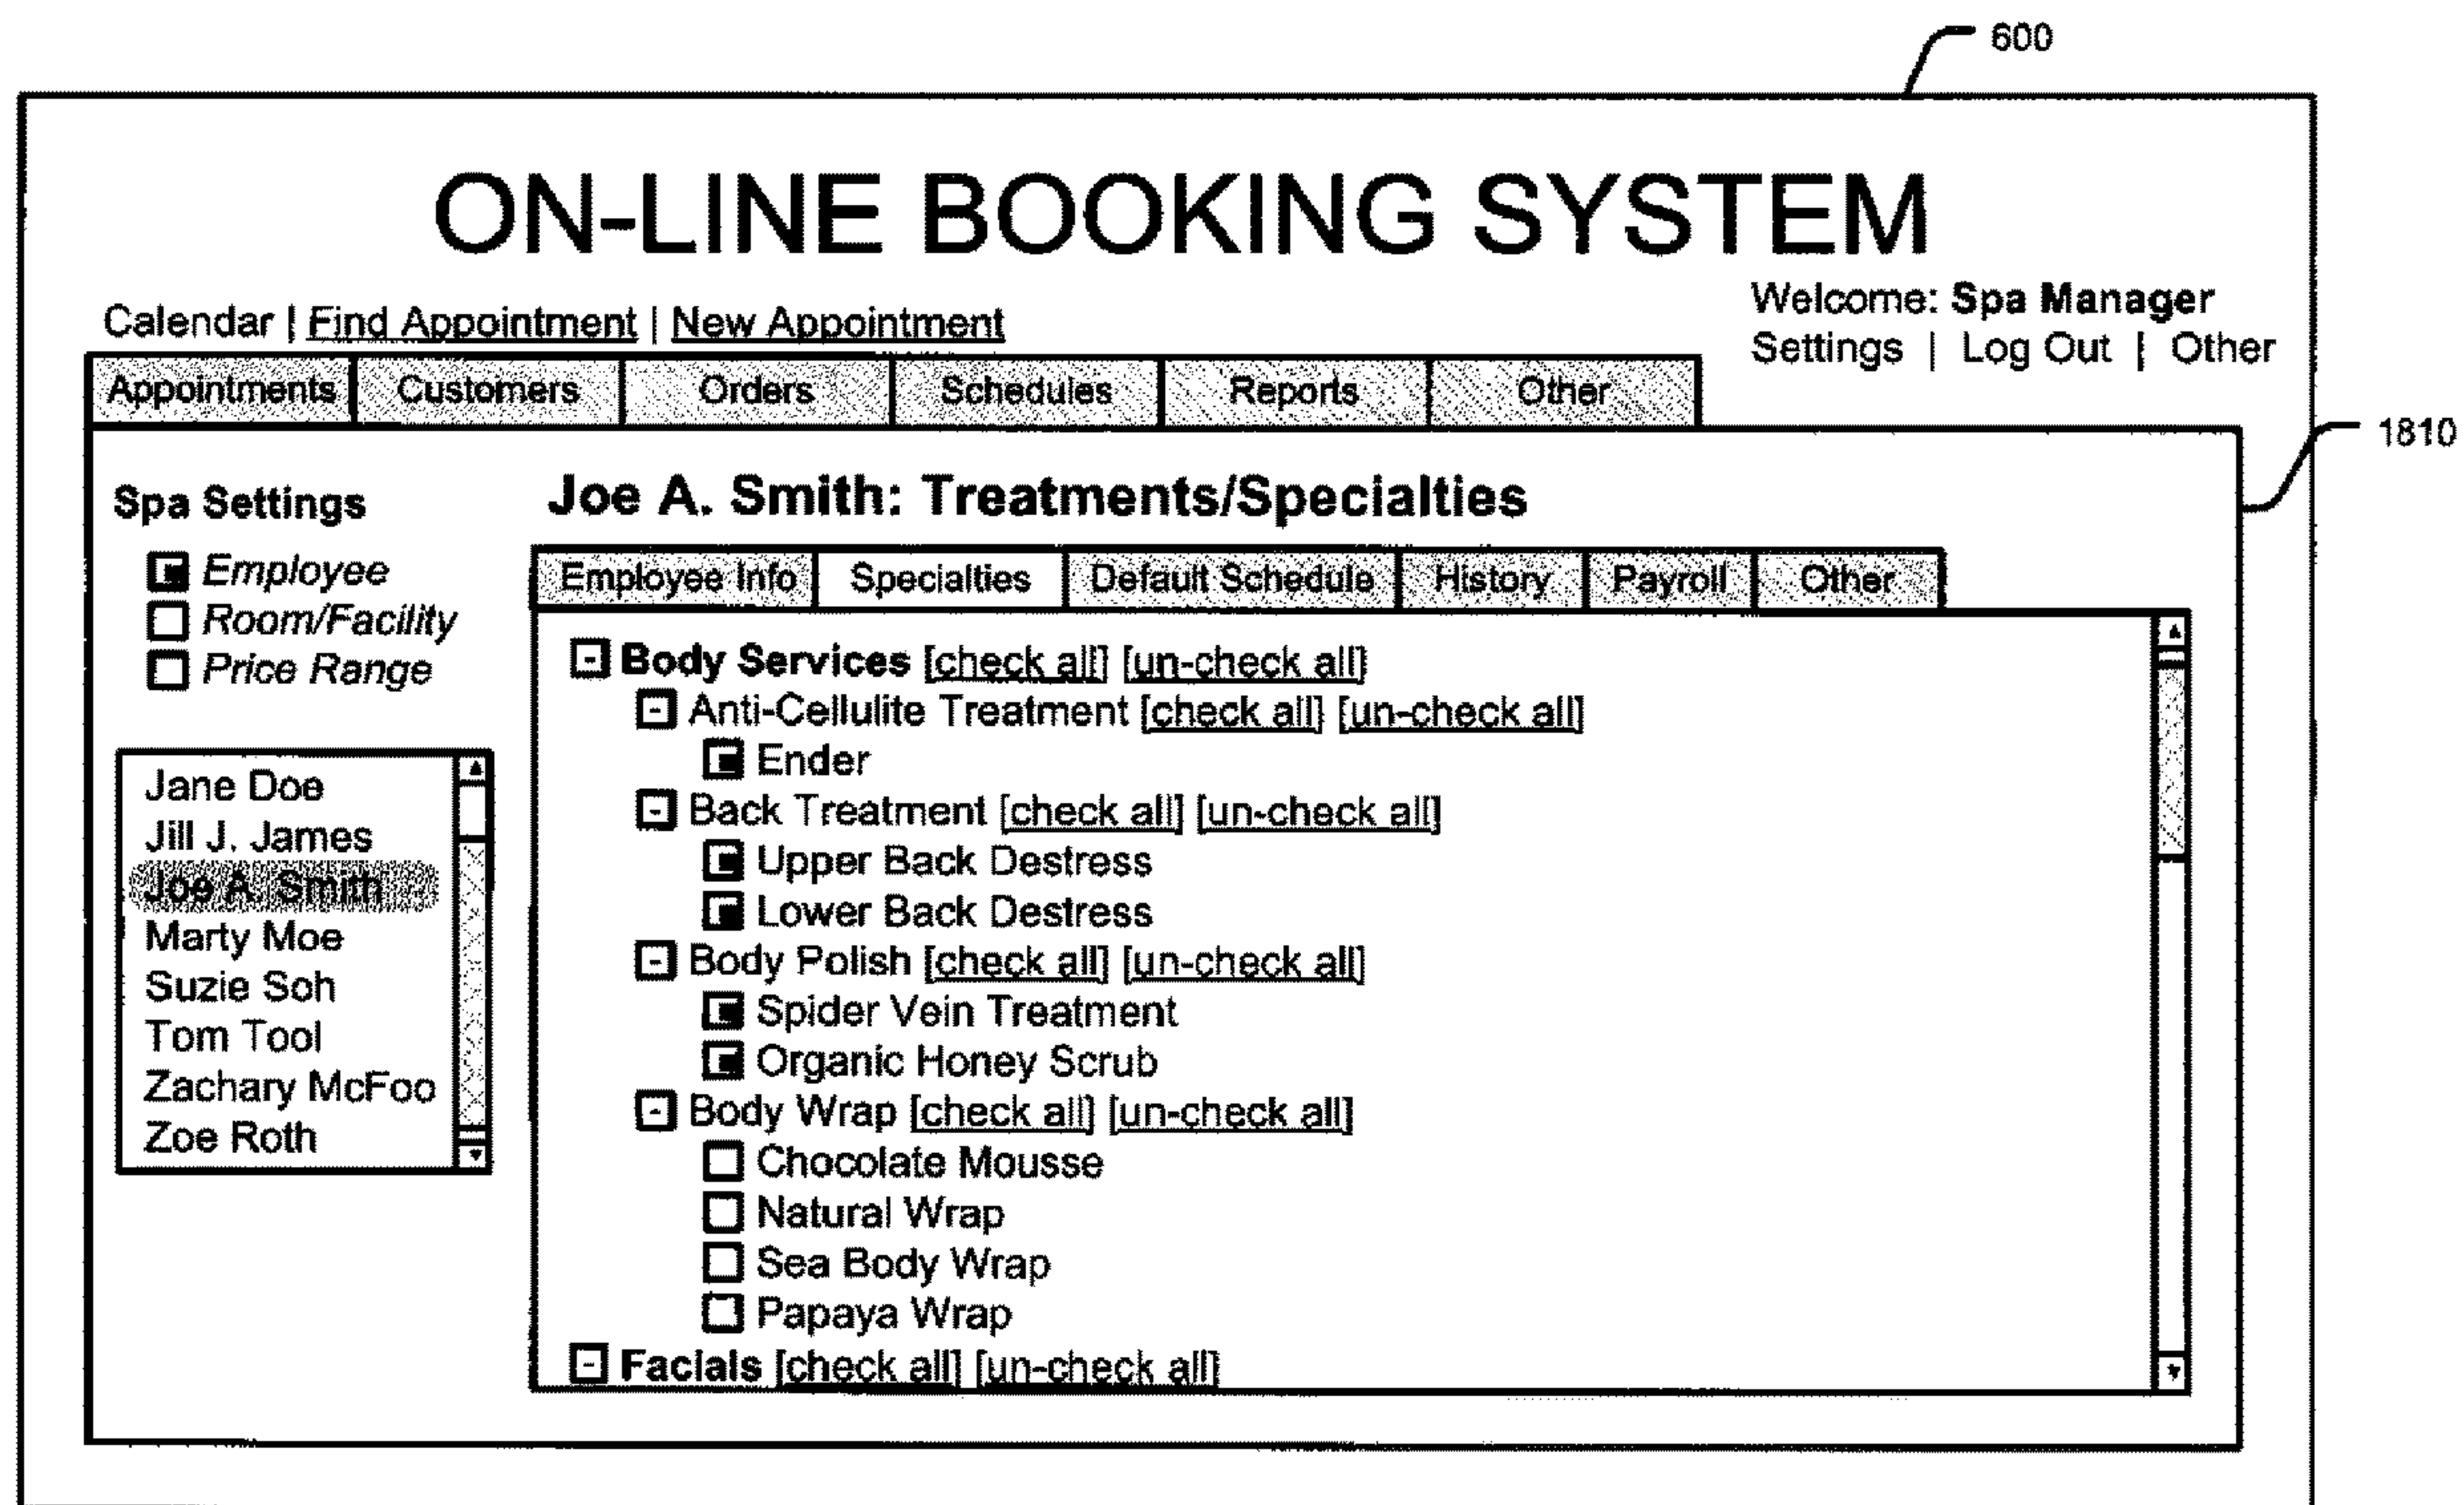 600
ON-LINE BOOKING SYSTEM
Welcome: Spa Manager
Calendar | Find Appointment | New Appointment
Settings | Log Out | Other
Appointments Customers Orders Schedules Reports Other
1810
Spa Settings
Employee
Room/Facility
Price Range
Jane Doe
Jill J. James
Joe A. Smith
Marty Moe
Suzie Soh
Tom Tool
Zachary McFoo
Zoe Roth
Joe A. Smith: Treatments/Specialties
Employee Info Specialties Default Schedule History Payroll Other
Body Services [check all] [un-check all]
Anti-Cellulite Treatment [check all] [un-check all]
Ender
Back Treatment [check all] [un-check all]
Upper Back Destress
Lower Back Destress
Body Polish [check all] [un-check all]
Spider Vein Treatment
Organic Honey Scrub
Body Wrap [check all] [un-check all]
Chocolate Mousse
Natural Wrap
Sea Body Wrap
Papaya Wrap
Facials [check all] [un-check all]